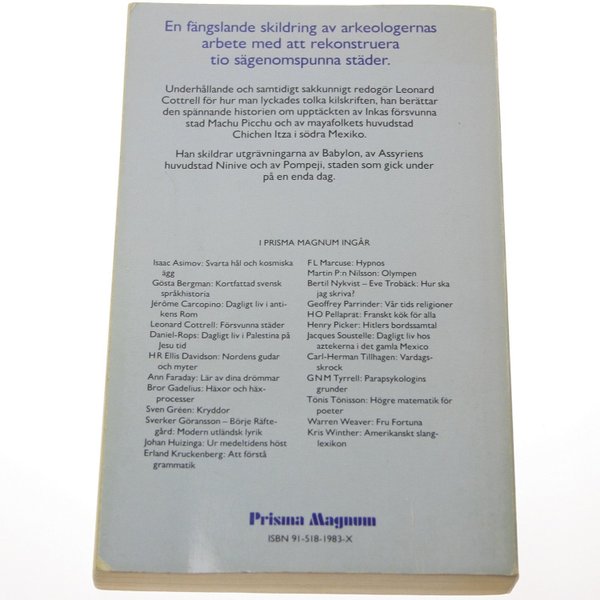 En fängslande skildring av arkeologernas
arbete med att rekonstruera
tio sägenomspunna städer.
Underhållande och samtidigt sakkunnigt redogör Leonard
Cottrell för hur man lyckades tolka kilskriften, han berättar
den spännande historien om upptäckten av Inkas försvunna
stad Machu Picchu och av mayafolkets huvudstad
Chichen Itza i södra Mexiko.
Han skildrar utgrävningarna av Babylon, av Assyriens
huvudstad Ninive och av Pompeji, staden som gick under
på en enda dag.
I PRISMA MAGNUM INGÅR
Isaac Asimov: Svarta hål och kosmiska
ägg
Gösta Bergman: Kortfattad svensk
språkhistoria
Jérôme Carcopino: Dagligt liv i anti-
kens Rom
Leonard Cottrell: Försvunna städer
Daniel-Rops: Dagligt liv i Palestina på
Jesu tid
H R Ellis Davidson: Nordens gudar
och myter
Ann Faraday: Lär av dina drömmar
Bror Gadelius: Häxor och häx-
processer
Sven Gréen: Kryddor
Sverker Göransson – Börje Räfte-
gård: Modern utländsk lyrik
Johan Huizinga: Ur medeltidens höst
Erland Kruckenberg: Att förstå
grammatik
F L Marcuse: Hypnos
Martin P:n Nilsson: Olympen
Bertil Nykvist – Eve Trobäck: Hur ska
jag skriva?
Geoffrey Parrinder: Vår tids religioner
H O Pellaprat: Franskt kök för alla
Henry Picker: Hitlers bordssamtal
Jacques Soustelle: Dagligt liv hos
aztekerna i det gamla Mexico
Carl-Herman Tillhagen: Vardags-
skrock
G N M Tyrrell: Parapsykologins
grunder
Tönis Tönisson: Högre matematik för
poeter
Warren Weaver: Fru Fortuna
Kris Winther: Amerikanskt slang-
lexikon
Prisma Magnum
ISBN 91-518-1983-X